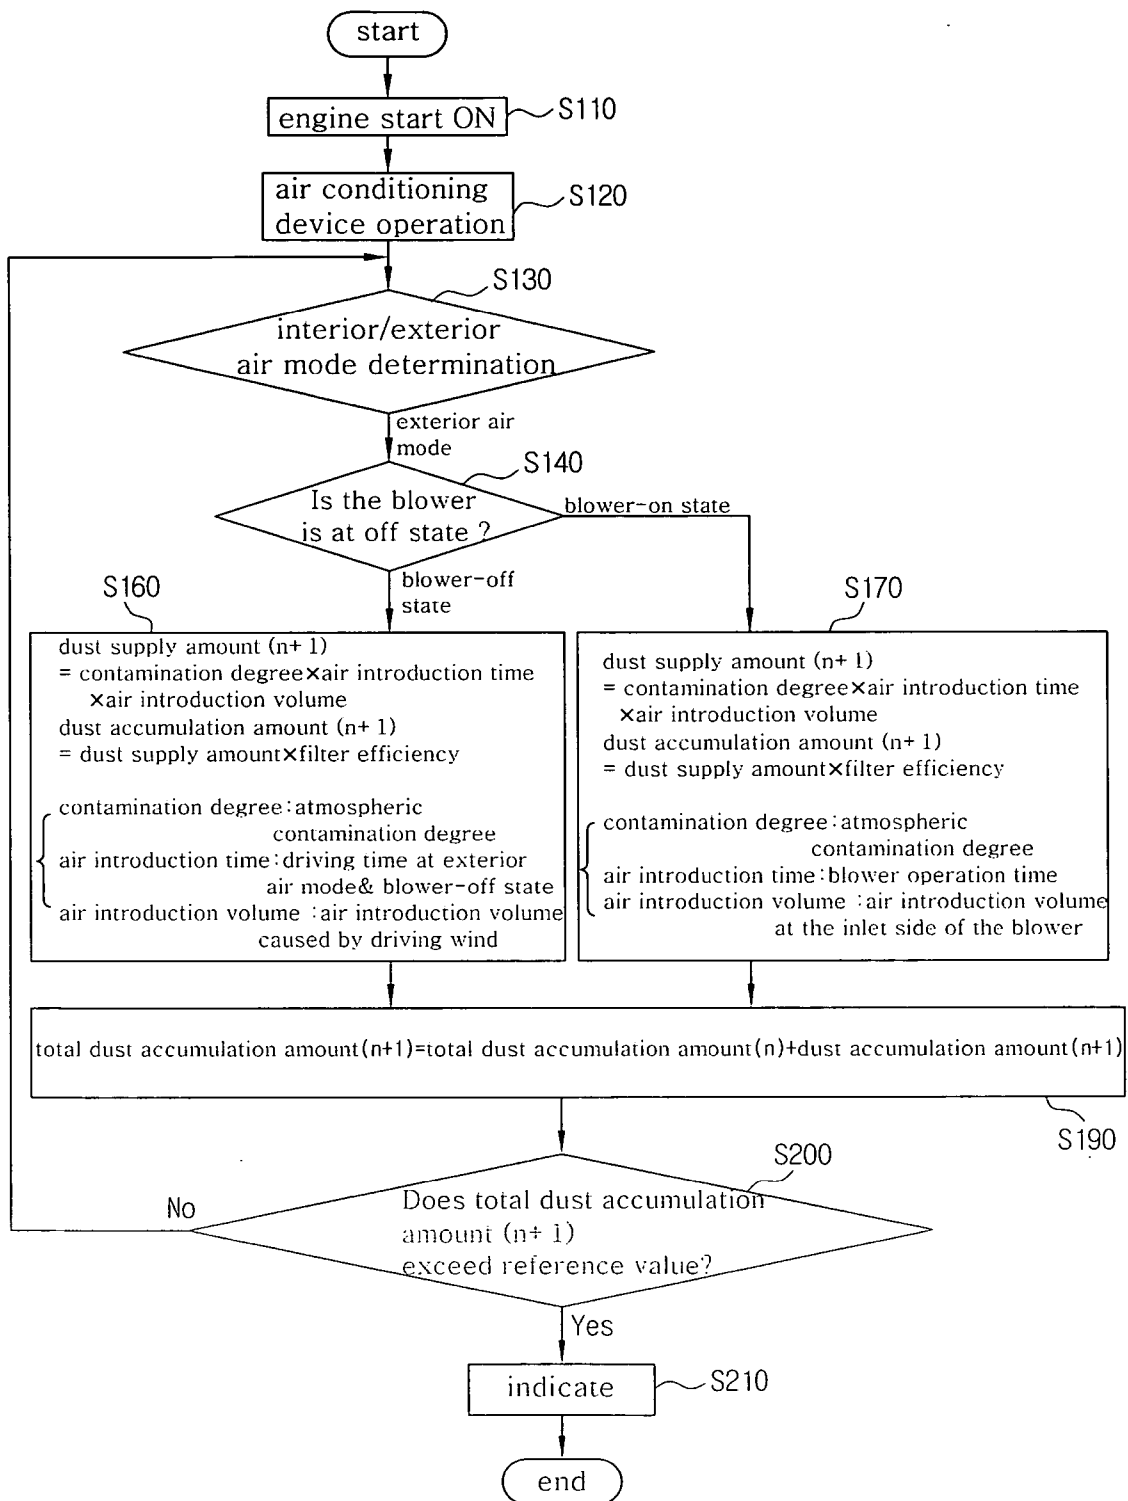 start
engine start ON
S110
air conditioning
device operation
S120
S130
interior/exterior
air mode determination
exterior air
mode
S140
Is the blower
is at off state ?
blower-on state
blower-off
state
S160
dust supply amount (n+1)
= contamination degree×air introduction time
×air introduction volume
dust accumulation amount (n+1)
= dust supply amount×filter efficiency
contamination degree:atmospheric
contamination degree
air introduction time:driving time at exterior
air mode& blower-off state
air introduction volume :air introduction volume
caused by driving wind
S170
dust supply amount (n+1)
= contamination degree×air introduction time
×air introduction volume
dust accumulation amount (n+1)
= dust supply amount×filter efficiency
contamination degree:atmospheric
contamination degree
air introduction time:blower operation time
air introduction volume :air introduction volume
at the inlet side of the blower
total dust accumulation amount(n+1)=total dust accumulation amount(n)+dust accumulation amount(n+1)
S190
S200
Does total dust accumulation
amount (n+1)
exceed reference value?
No
Yes
indicate
S210
end